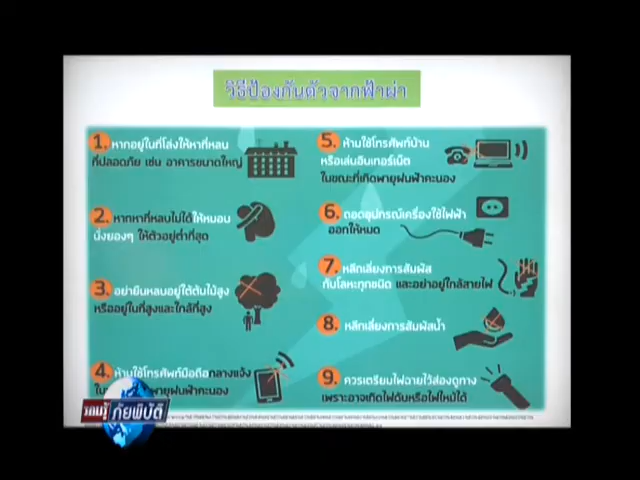 วิธีป้องกันตัวจากฟ้าผ่า
1. หากอยู่ในที่โล่งให้หาที่หลบ
ที่ปลอดภัย เช่น อาคารขนาดใหญ่
2. หากหาที่หลบไม่ได้ ให้หมอบ
นั่งยองๆ ให้ตัวอยู่ต่ำที่สุด
3. อย่ายืนหลบอยู่ใต้ต้นไม้สูง
หรืออยู่ในที่สูงและใกล้ที่สูง
4. ห้ามใช้โทรศัพท์มือถือกลางแจ้ง
พายุฝนฟ้าคะนอง
5. ห้ามใช้โทรศัพท์บ้าน
หรือเล่นอินเทอร์เน็ต
ในขณะที่เกิดพายุฝนฟ้าคะนอง
6. ถอดอุปกรณ์เครื่องใช้ไฟฟ้า
ออกให้หมด
7. หลีกเลี่ยงการสัมผัส
กับโลหะทุกชนิด และอย่าอยู่ใกล้สายไฟ
8. หลีกเลี่ยงการสัมผัสน้ำ
9. ควรเตรียมไฟฉายไว้ส่องดูทาง
เพราะอาจเกิดไฟดับหรือไฟไหม้ได้
รอบรู้ ภัยพิบัติ